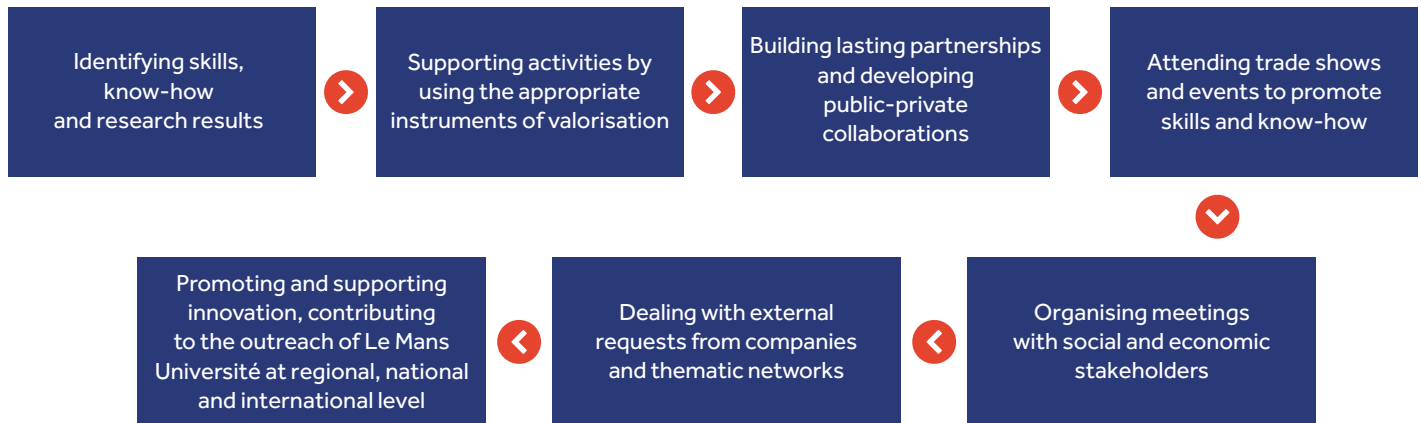 Identifying skills,
know-how
and research results
Supporting activities by
using the appropriate
instruments of valorisation
Building lasting partnerships
and developing
public-private
collaborations
Attending trade shows
and events to promote
skills and know-how
Organising meetings
with social and economic
stakeholders
Dealing with external
requests from companies
and thematic networks
Promoting and supporting
innovation, contributing
to the outreach of Le Mans
Université at regional, national
and international level